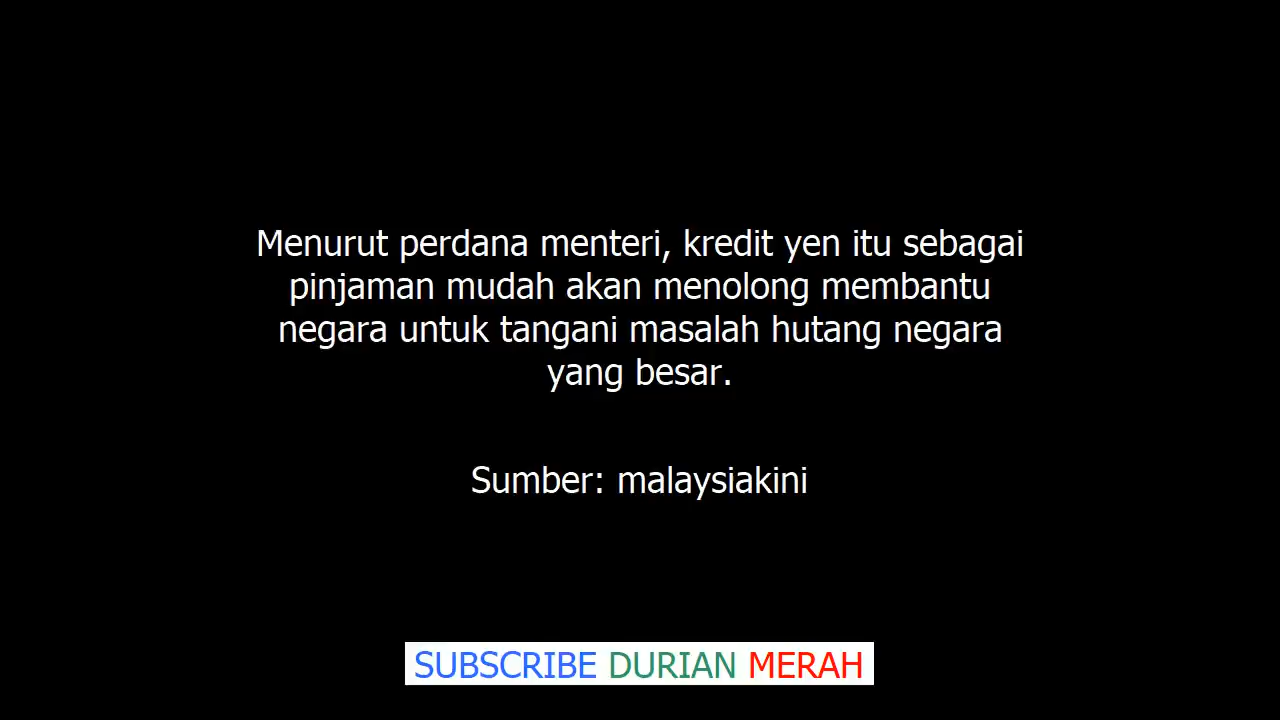 Menurut perdana menteri, kredit yen itu sebagai
pinjaman mudah akan menolong membantu
negara untuk tangani masalah hutang negara
yang besar.
Sumber: malaysiakini
SUBSCRIBE DURIAN MERAH